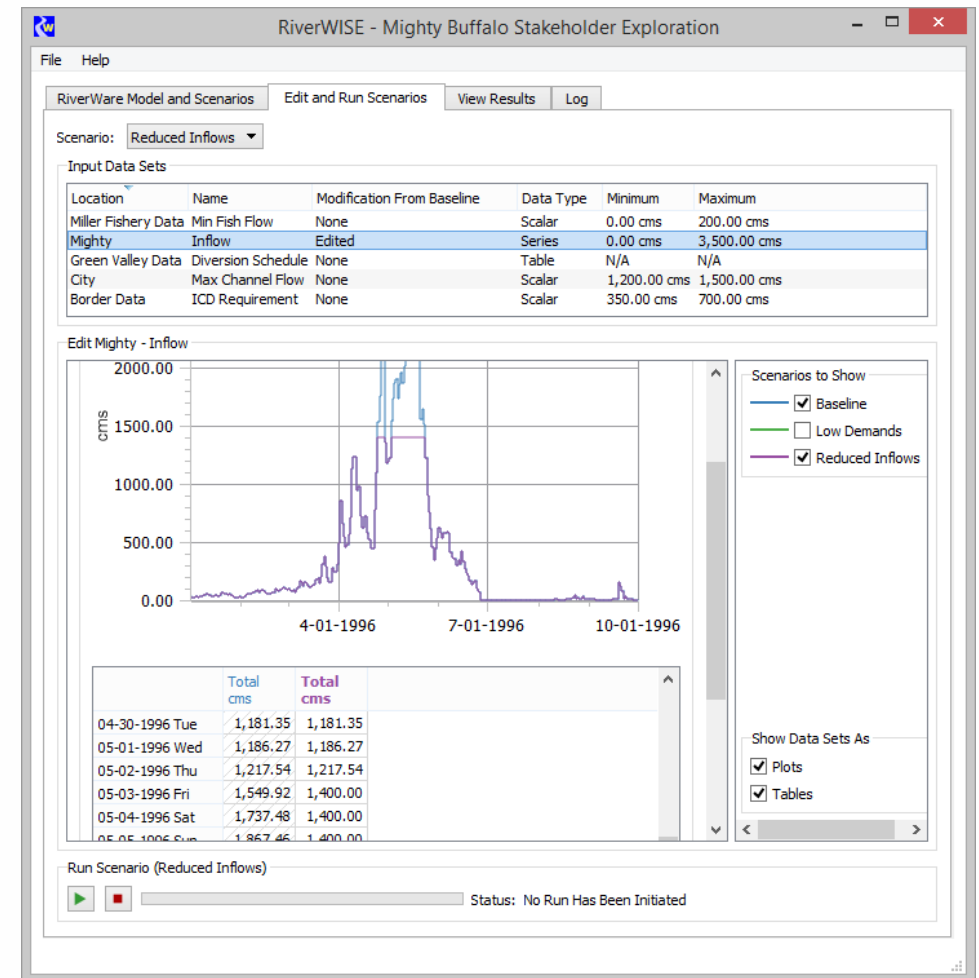 RiverWISE - Mighty Buffalo Stakeholder Exploration
File Help
RiverWare Model and Scenarios Edit and Run Scenarios View Results Log
Scenario: Reduced Inflows
Input Data Sets
Location Name Modification From Baseline Data Type Minimum Maximum
Miller Fishery Data Min Fish Flow None Scalar 0.00 cms 200.00 cms
Mighty Inflow Edited Series 0.00 cms 3,500.00 cms
Green Valley Data Diversion Schedule None Table N/A N/A
City Max Channel Flow None Scalar 1,200.00 cms 1,500.00 cms
Border Data ICD Requirement None Scalar 350.00 cms 700.00 cms
Edit Mighty - Inflow
2000.00
1500.00
1000.00
500.00
0.00
cms
4-01-1996 7-01-1996 10-01-1996
Scenarios to Show
Baseline
Low Demands
Reduced Inflows
Total Total
cms cms
04-30-1996 Tue 1,181.35 1,181.35
05-01-1996 Wed 1,186.27 1,186.27
05-02-1996 Thu 1,217.54 1,217.54
05-03-1996 Fri 1,549.92 1,400.00
05-04-1996 Sat 1,737.48 1,400.00
05-05-1996 Sun 1,867.46 1,400.00
Show Data Sets As
Plots
Tables
Run Scenario (Reduced Inflows)
Status: No Run Has Been Initiated